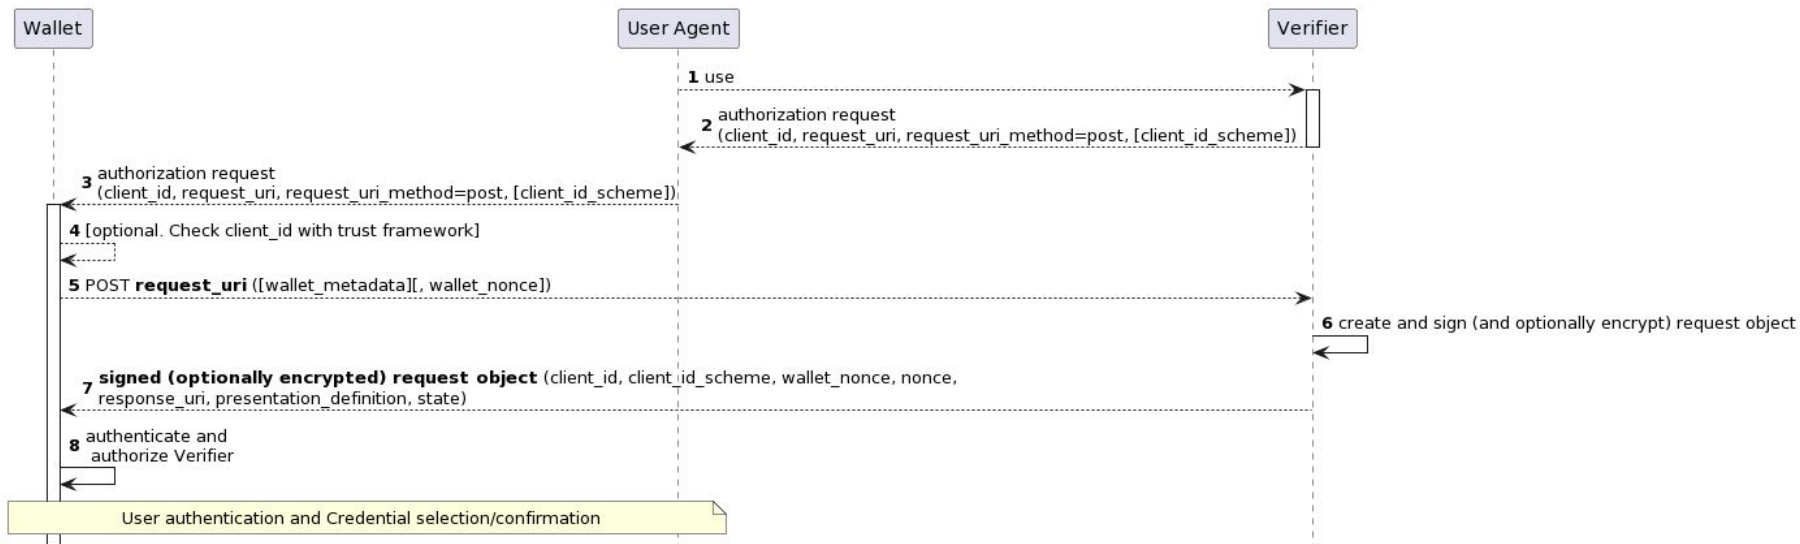 Wallet
User Agent
Verifier
1 use
authorization request
2 (client_id, request_uri, request_uri_method=post, [client_id_scheme])
authorization request
3 (client_id, request_uri, request_uri_method=post, [client_id_scheme])
4 [optional. Check client_id with trust framework]
5 POST request_uri ([wallet_metadata][, wallet_nonce])
6 create and sign (and optionally encrypt) request object
7 signed (optionally encrypted) request object (client_id, client_id_scheme, wallet_nonce, nonce,
response_uri, presentation_definition, state)
8 authenticate and
authorize Verifier
User authentication and Credential selection/confirmation